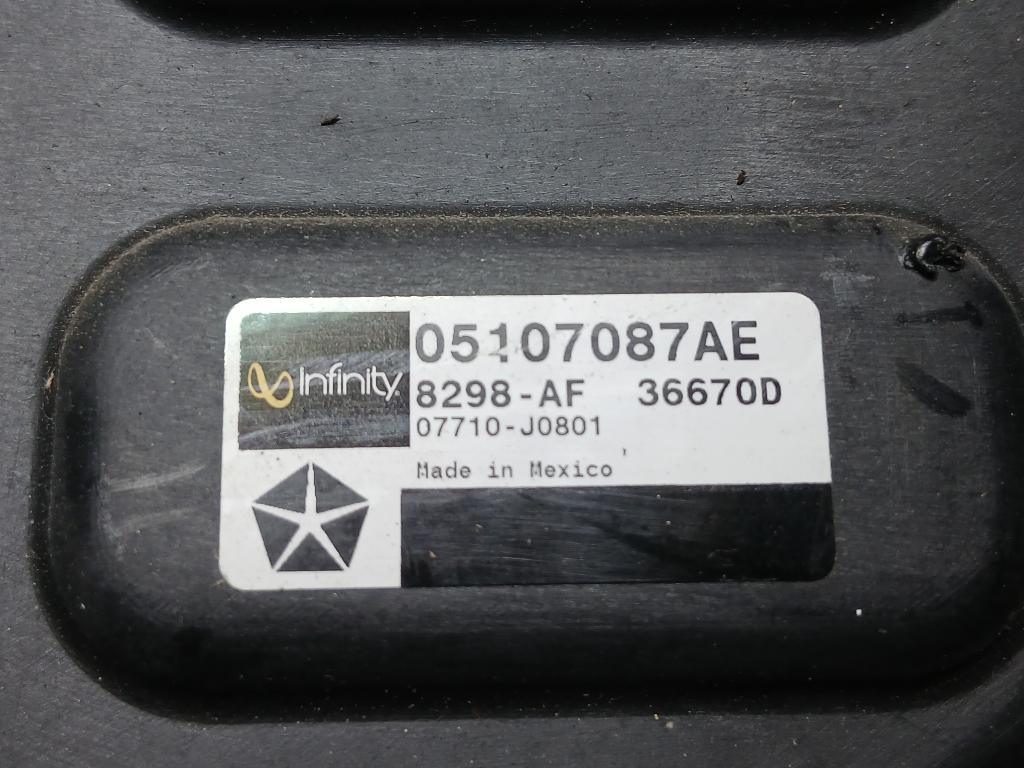 Infinity
05107087AE
8298-AF 36670D
07710-J0801
Made in Mexico